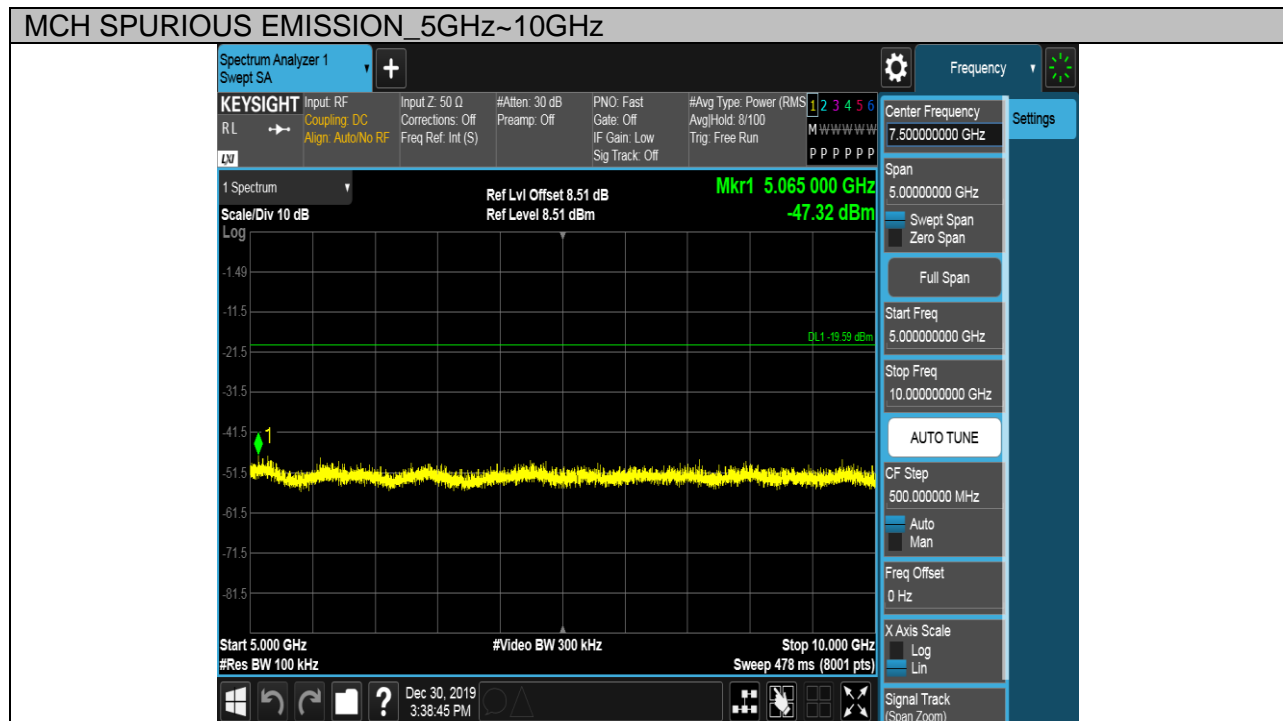 MCH SPURIOUS EMISSION_5GHz~10GHz
Spectrum Analyzer 1
Swept SA
+
Frequency
KEYSIGHT
RL
LXI
Input: RF
Coupling: DC
Align: Auto/No RF
Input Z: 50 Ω
Corrections: Off
Freq Ref: Int (S)
#Atten: 30 dB
Preamp: Off
PNO: Fast
Gate: Off
IF Gain: Low
Sig Track: Off
#Avg Type: Power (RMS
Avg|Hold: 8/100
Trig: Free Run
1 2 3 4 5 6
M W W W W W
P P P P P P
1 Spectrum
Scale/Div 10 dB
Ref Lvl Offset 8.51 dB
Ref Level 8.51 dBm
Mkr1 5.065 000 GHz
-47.32 dBm
Log
-1.49
-11.5
DL1 -19.59 dBm
-21.5
-31.5
-41.5
1
-51.5
-61.5
-71.5
-81.5
Start 5.000 GHz
#Video BW 300 kHz
Stop 10.000 GHz
#Res BW 100 kHz
Sweep 478 ms (8001 pts)
?
Dec 30, 2019
3:38:45 PM
Center Frequency
7.500000000 GHz
Settings
Span
5.00000000 GHz
Swept Span
Zero Span
Full Span
Start Freq
5.000000000 GHz
Stop Freq
10.000000000 GHz
AUTO TUNE
CF Step
500.000000 MHz
Auto
Man
Freq Offset
0 Hz
X Axis Scale
Log
Lin
Signal Track
(Span Zoom)